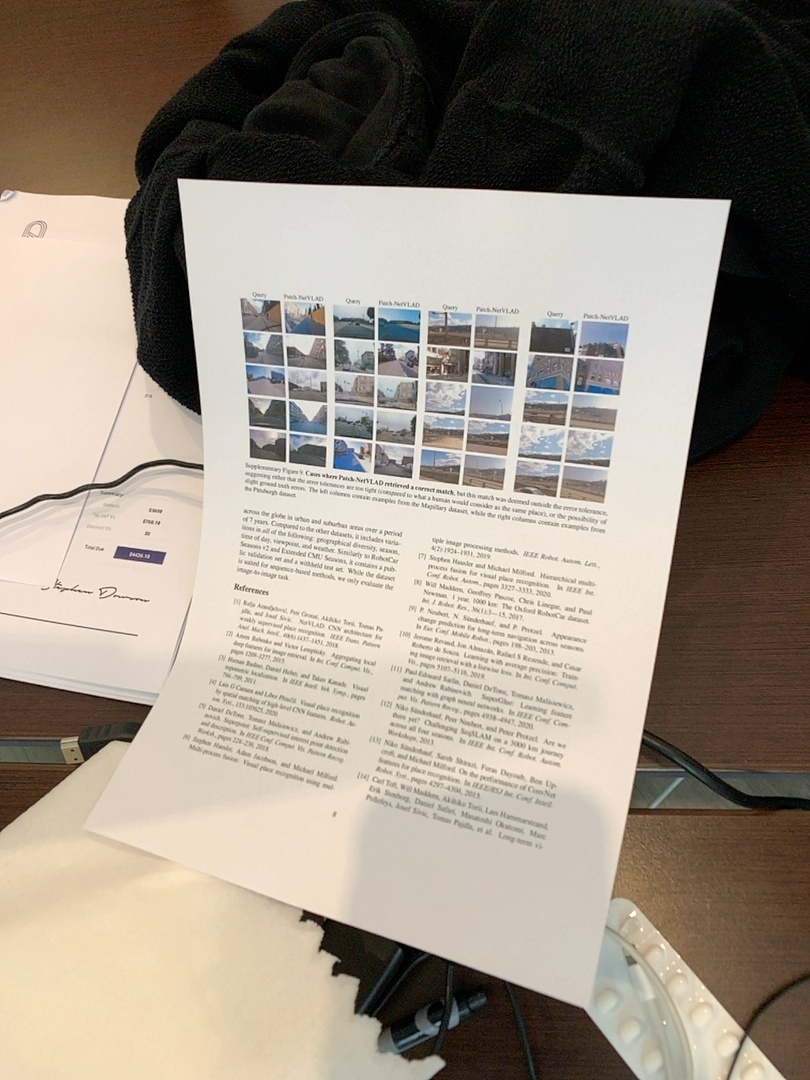 Query Patch-NetVLAD Query Patch-NetVLAD Query Patch-NetVLAD Query Patch-NetVLAD
Supplementary Figure 9. Cases where Patch-NetVLAD retrieved a correct match, but this match was deemed outside the error tolerance,
suggesting either that the error tolerances are too tight (compared to what a human would consider as the same place), or the possibility of
slight ground truth errors. The left columns contain examples from the Mapillary dataset, while the right columns contain examples from
the Pittsburgh dataset.
across the globe in urban and suburban areas over a period
of 7 years. Compared to the other datasets, it includes varia-
tions in all of the following: geographical diversity, season,
time of day, viewpoint, and weather. Similarly to RobotCar
Seasons v2 and Extended CMU Seasons, it contains a pub-
lic validation set and a withheld test set. While the dataset
is suited for sequence-based methods, we only evaluate the
image-to-image task.
References
[1] Relja Arandjelović, Petr Gronat, Akihiko Torii, Tomas Pa-
jdla, and Josef Sivic. NetVLAD: CNN architecture for
weakly supervised place recognition. IEEE Trans. Pattern
Anal. Mach. Intell., 40(6):1437–1451, 2018.
[2] Artem Babenko and Victor Lempitsky. Aggregating local
deep features for image retrieval. In Int. Conf. Comput. Vis.,
pages 1269–1277, 2015.
[3] Hernan Badino, Daniel Huber, and Takeo Kanade. Visual
topometric localization. In IEEE Intell. Veh. Symp., pages
794–799, 2011.
[4] Luis G Camara and Libor Přeučil. Visual place recognition
by spatial matching of high-level CNN features. Robot. Au-
ton. Syst., 133:103625, 2020.
[5] Daniel DeTone, Tomasz Malisiewicz, and Andrew Rabi-
novich. Superpoint: Self-supervised interest point detection
and description. In IEEE Conf. Comput. Vis. Pattern Recog.
Worksh., pages 224–236, 2018.
[6] Stephen Hausler, Adam Jacobson, and Michael Milford.
Multi-process fusion: Visual place recognition using mul-
tiple image processing methods. IEEE Robot. Autom. Lett.,
4(2):1924–1931, 2019.
[7] Stephen Hausler and Michael Milford. Hierarchical multi-
process fusion for visual place recognition. In IEEE Int.
Conf. Robot. Autom., pages 3327–3333, 2020.
[8] Will Maddern, Geoffrey Pascoe, Chris Linegar, and Paul
Newman. 1 year, 1000 km: The Oxford RobotCar dataset.
Int. J. Robot. Res., 36(1):3–15, 2017.
[9] P. Neubert, N. Sünderhauf, and P. Protzel. Appearance
change prediction for long-term navigation across seasons.
In Eur. Conf. Mobile Robot., pages 198–203, 2013.
[10] Jerome Revaud, Jon Almazán, Rafael S Rezende, and Cesar
Roberto de Souza. Learning with average precision: Train-
ing image retrieval with a listwise loss. In Int. Conf. Comput.
Vis., pages 5107–5116, 2019.
[11] Paul-Edouard Sarlin, Daniel DeTone, Tomasz Malisiewicz,
and Andrew Rabinovich. SuperGlue: Learning feature
matching with graph neural networks. In IEEE Conf. Com-
put. Vis. Pattern Recog., pages 4938–4947, 2020.
[12] Niko Sünderhauf, Peer Neubert, and Peter Protzel. Are we
there yet? Challenging SeqSLAM on a 3000 km journey
across all four seasons. In IEEE Int. Conf. Robot. Autom.
Workshops, 2013.
[13] Niko Sünderhauf, Sareh Shirazi, Feras Dayoub, Ben Up-
croft, and Michael Milford. On the performance of ConvNet
features for place recognition. In IEEE/RSJ Int. Conf. Intell.
Robot. Syst., pages 4297–4304, 2015.
[14] Carl Toft, Will Maddern, Akihiko Torii, Lars Hammarstrand,
Erik Stenborg, Daniel Safari, Masatoshi Okutomi, Marc
Pollefeys, Josef Sivic, Tomas Pajdla, et al. Long-term vi-
8
Summary:
Total Due